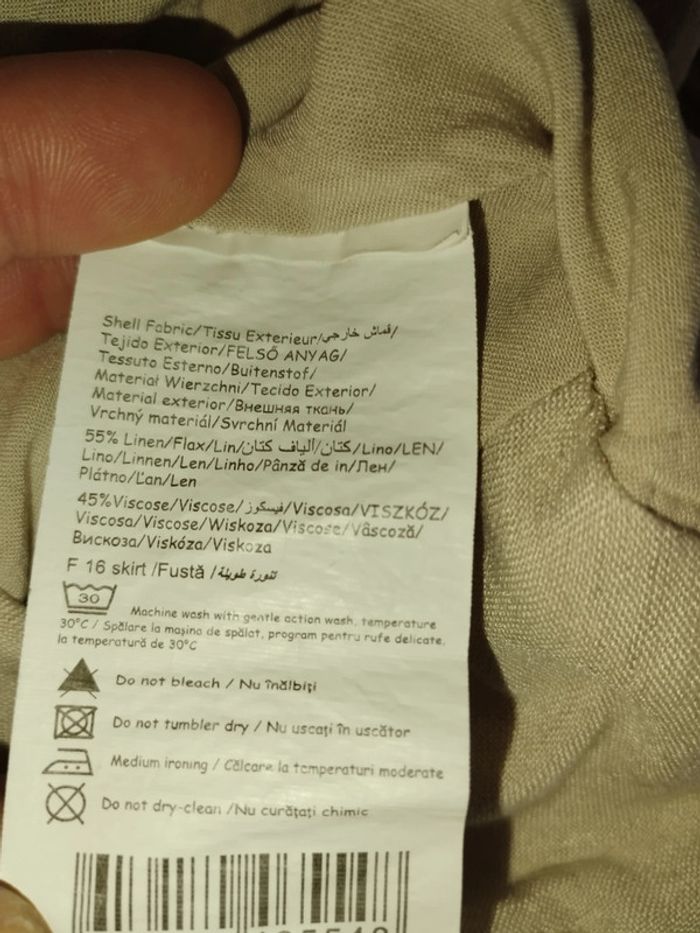 Shell Fabric/Tissu Exterieur/قماش خارجي/
Tejido Exterior/FELSŐ ANYAG/
Tessuto Esterno/Buitenstof/
Materiał Wierzchni/Tecido Exterior/
Material exterior/Внешняя ткань/
Vrchný materiál/Svrchní Materiál
55% Linen/Flax/Lin/كتان/ألياف كتان/Lino/LEN/
Lino/Linnen/Len/Linho/Pânză de in/Лен/
Plátno/Ľan/Len
45%Viscose/Viscose/فيسكوز/Viscosa/VISZKÓZ/
Viscosa/Viscose/Wiskoza/Viscose/Vâscoză/
Вискоза/Viskóza/Viskoza
F 16 skirt /Fustă /تنورة طويلة
30
Machine wash with gentle action wash, temperature
30°C / Spălare la mașina de spălat, program pentru rufe delicate,
la temperatură de 30°C
Do not bleach / Nu înălbiți
Do not tumbler dry / Nu uscați în uscător
Medium ironing / Călcare la temperaturi moderate
Do not dry-clean /Nu curățați chimic